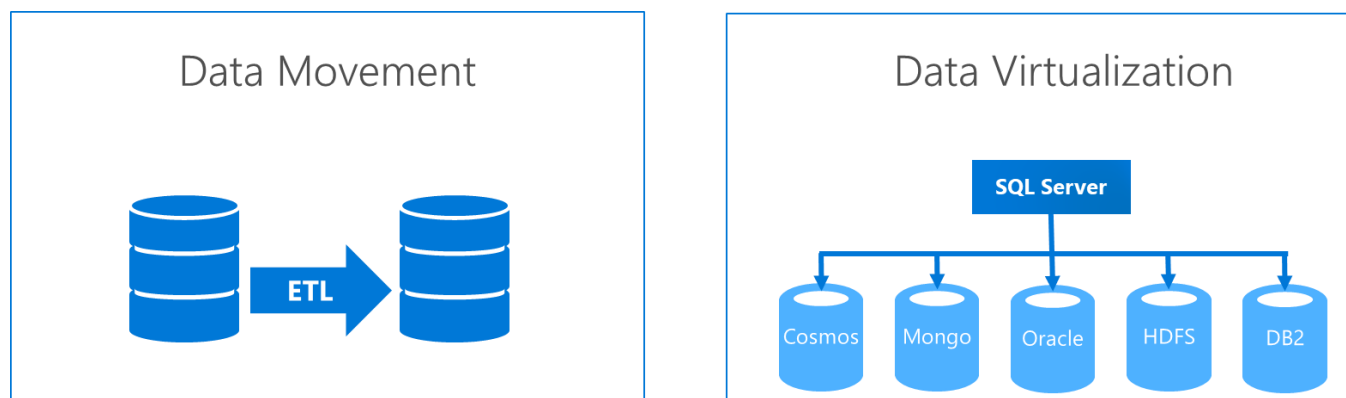 Data Movement
ETL
Data Virtualization
SQL Server
Cosmos
Mongo
Oracle
HDFS
DB2